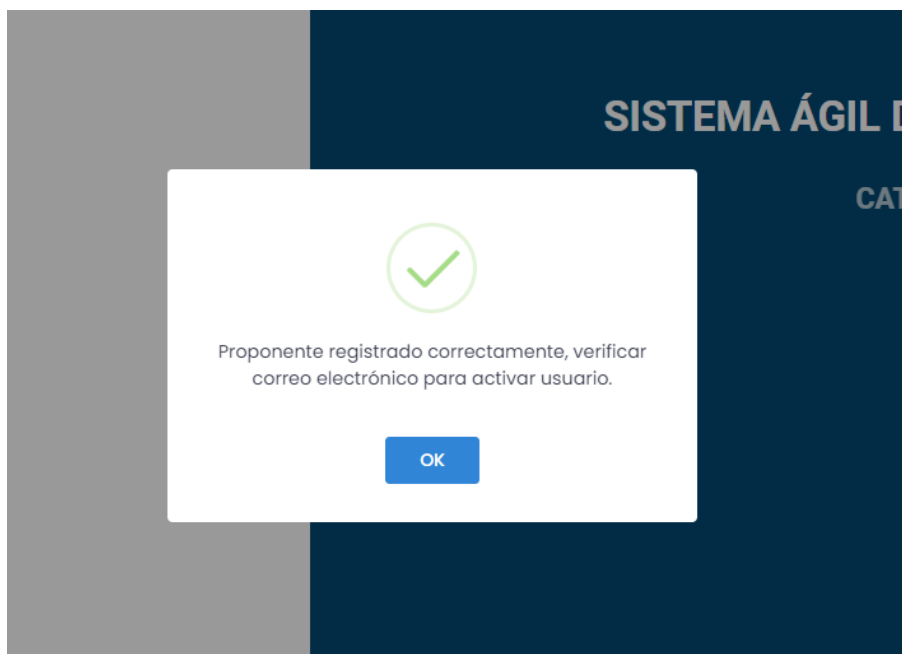 SISTEMA ÁGIL
CAT
Proponente registrado correctamente, verificar
correo electrónico para activar usuario.
OK